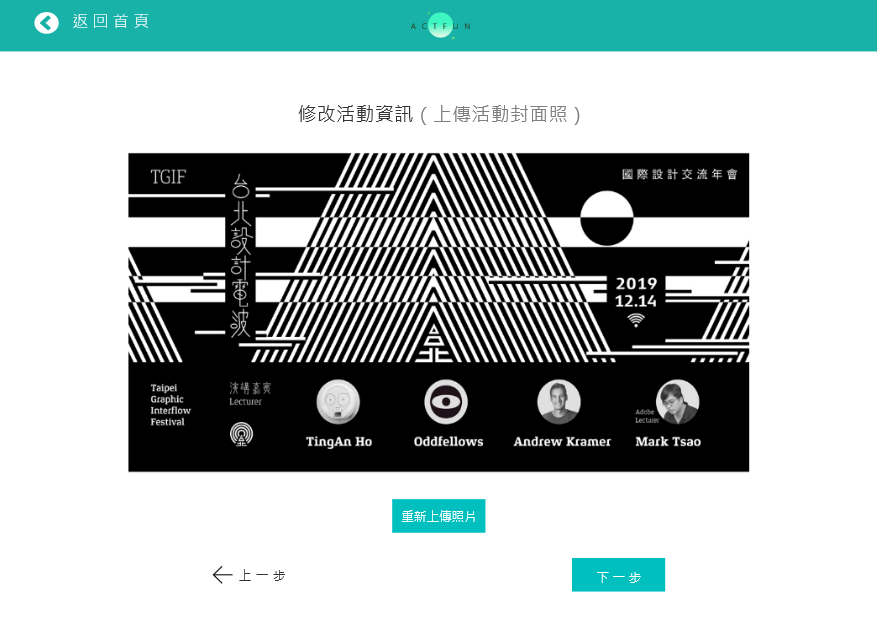 返回首頁
ACTFUN
修改活動資訊 ( 上傳活動封面照 )
TGIF
台北設計電波
國際設計交流年會
2019
12.14
Taipei
Graphic
Interflow
Festival
演講嘉賓
Lecturer
TingAn Ho
Oddfellows
Andrew Kramer
Adobe
Lecturer
Mark Tsao
重新上傳照片
上一步
下一步